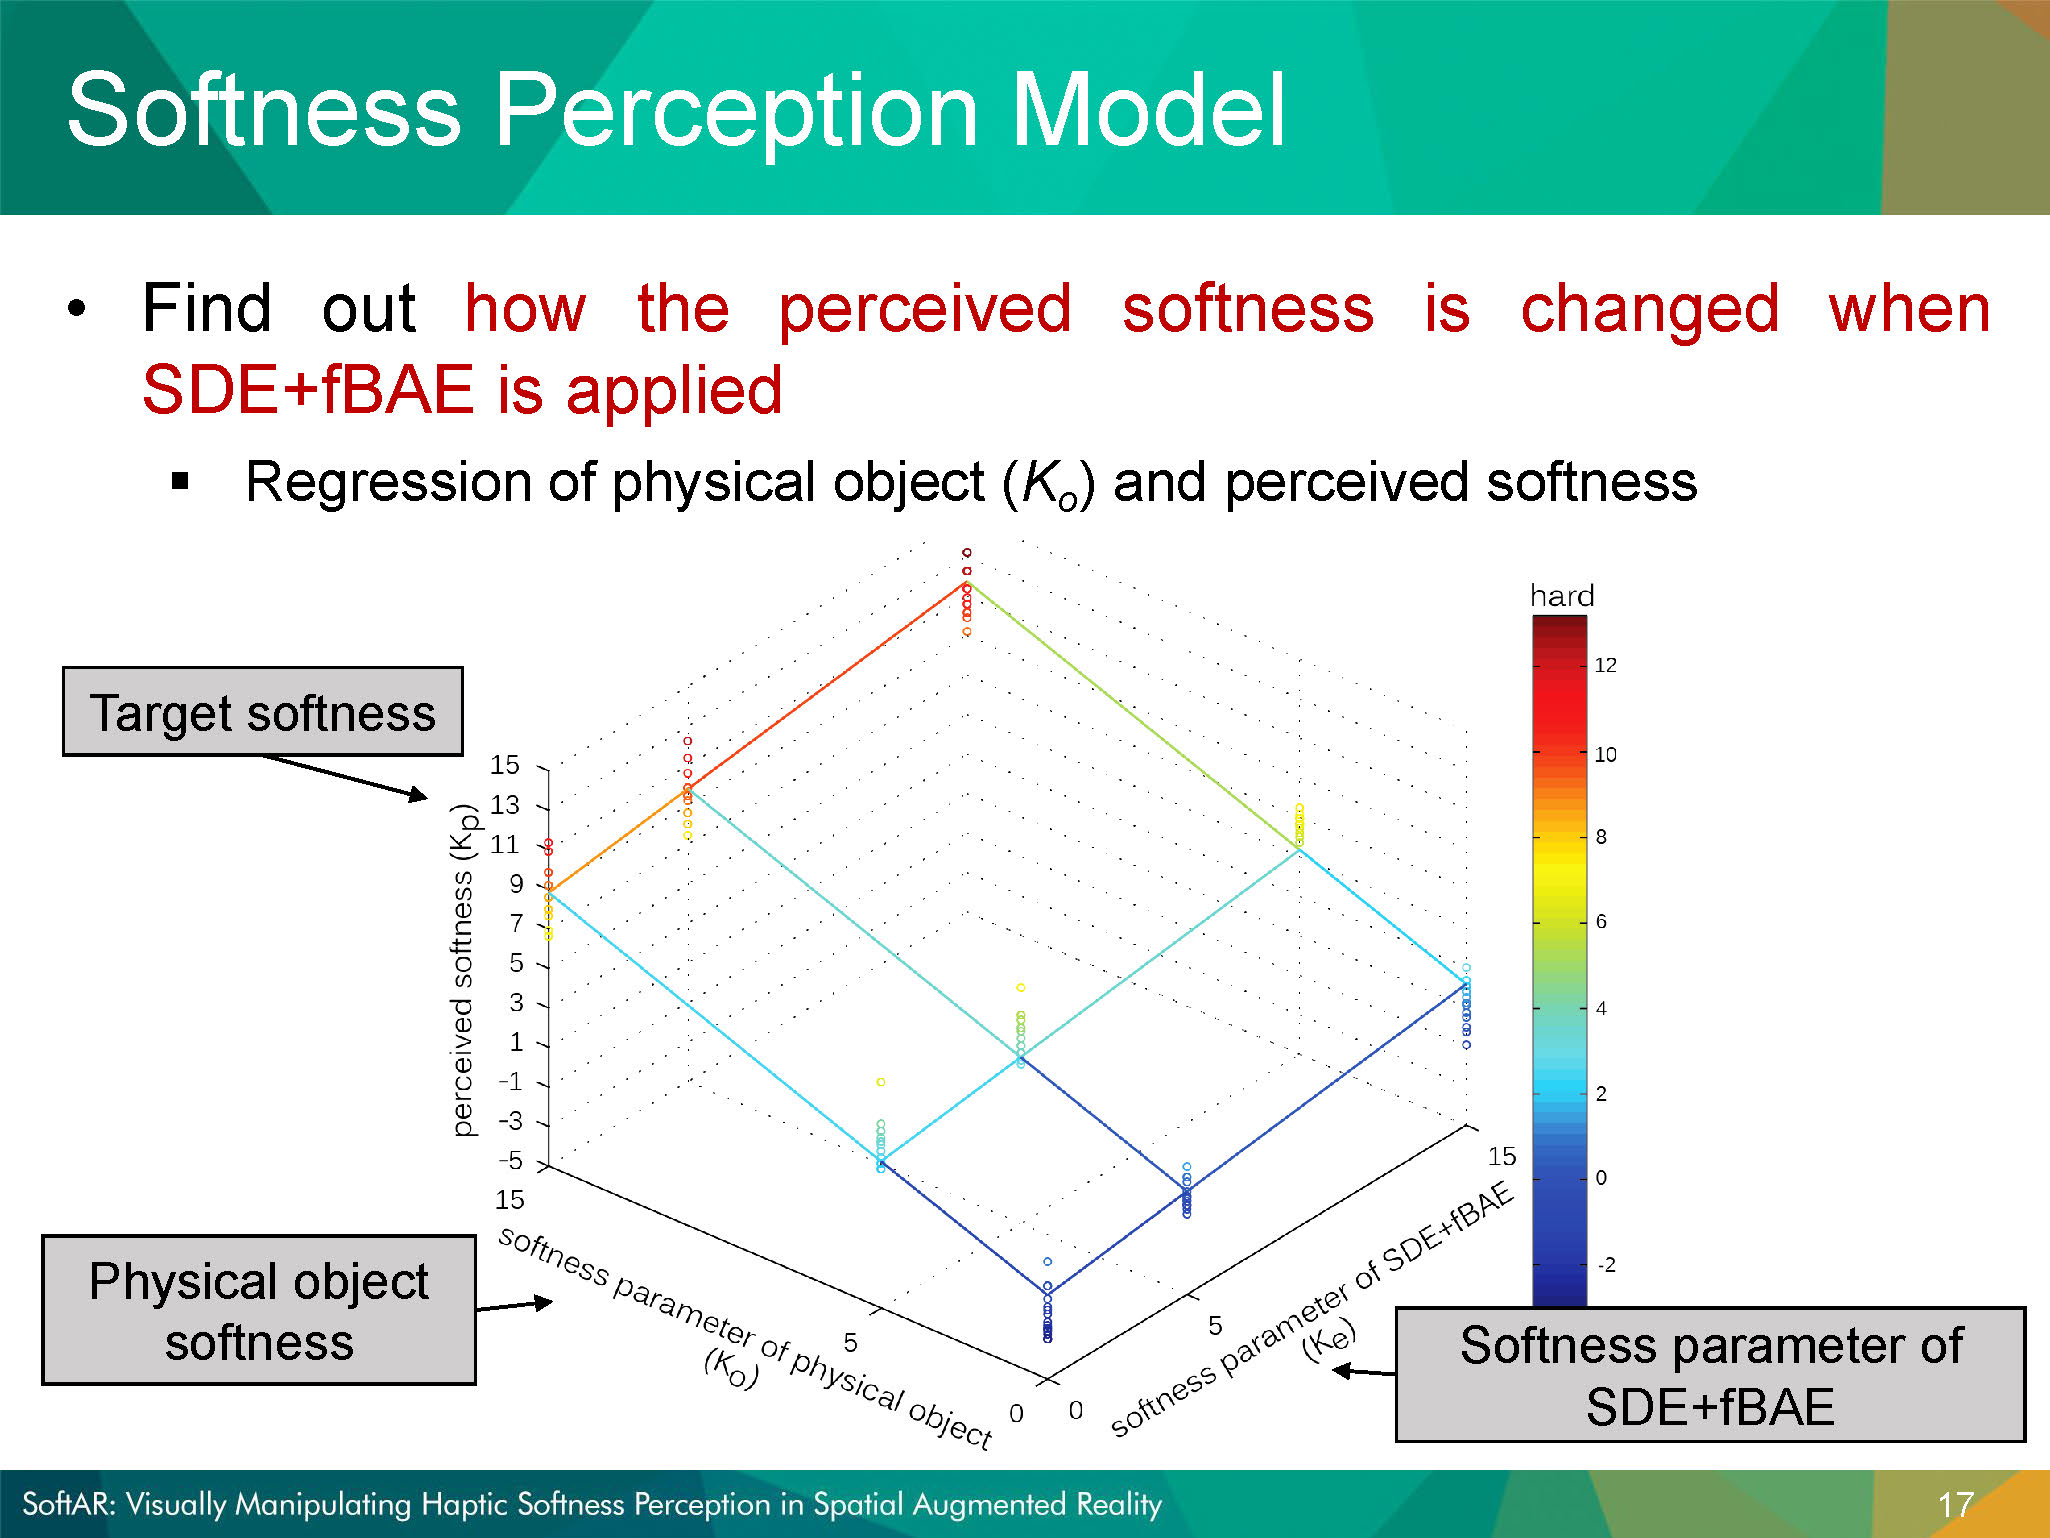 Softness Perception Model
• Find out how the perceived softness is changed when
SDE+fBAE is applied
▪ Regression of physical object (Ko) and perceived softness
hard
12
10
8
6
4
2
0
-2
Target softness
15
13
11
9
7
5
3
1
−1
−3
−5
perceived softness (Kp)
15
5
0
softness parameter of physical object
(Ko)
0
5
15
softness parameter of SDE+fBAE
(Ke)
Physical object
softness
Softness parameter of
SDE+fBAE
SoftAR: Visually Manipulating Haptic Softness Perception in Spatial Augmented Reality
17